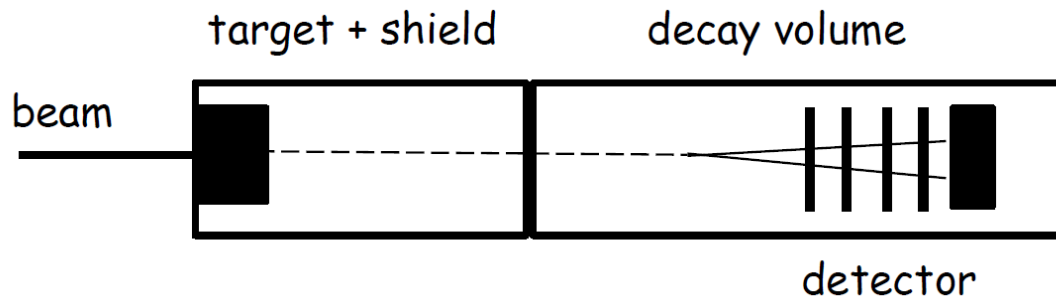 target + shield
decay volume
beam
detector